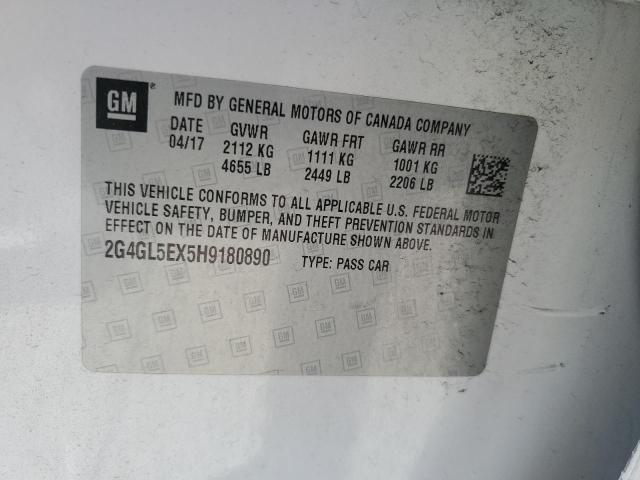 GM
MFD BY GENERAL MOTORS OF CANADA COMPANY
DATE GVWR GAWR FRT GAWR RR
04/17 2112 KG 1111 KG 1001 KG
4655 LB 2449 LB 2206 LB
THIS VEHICLE CONFORMS TO ALL APPLICABLE U.S. FEDERAL MOTOR
VEHICLE SAFETY, BUMPER, AND THEFT PREVENTION STANDARDS IN
EFFECT ON THE DATE OF MANUFACTURE SHOWN ABOVE.
2G4GL5EX5H9180890 TYPE: PASS CAR